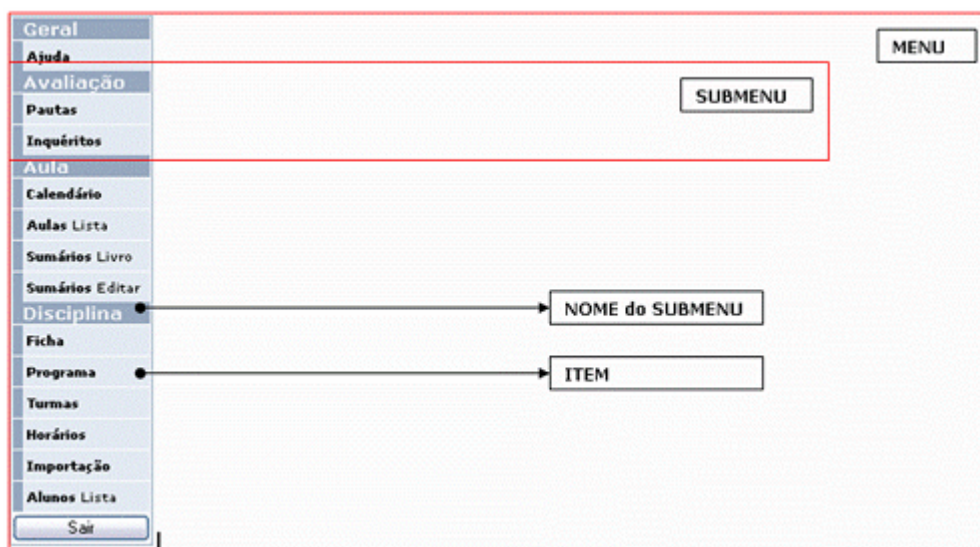 Geral
MENU
Ajuda
Avaliação
SUBMENU
Pautas
Inquéritos
Aula
Calendário
Aulas Lista
Sumários Livro
Sumários Editar
Disciplina
NOME do SUBMENU
Ficha
Programa
ITEM
Turmas
Horários
Importação
Alunos Lista
Sair